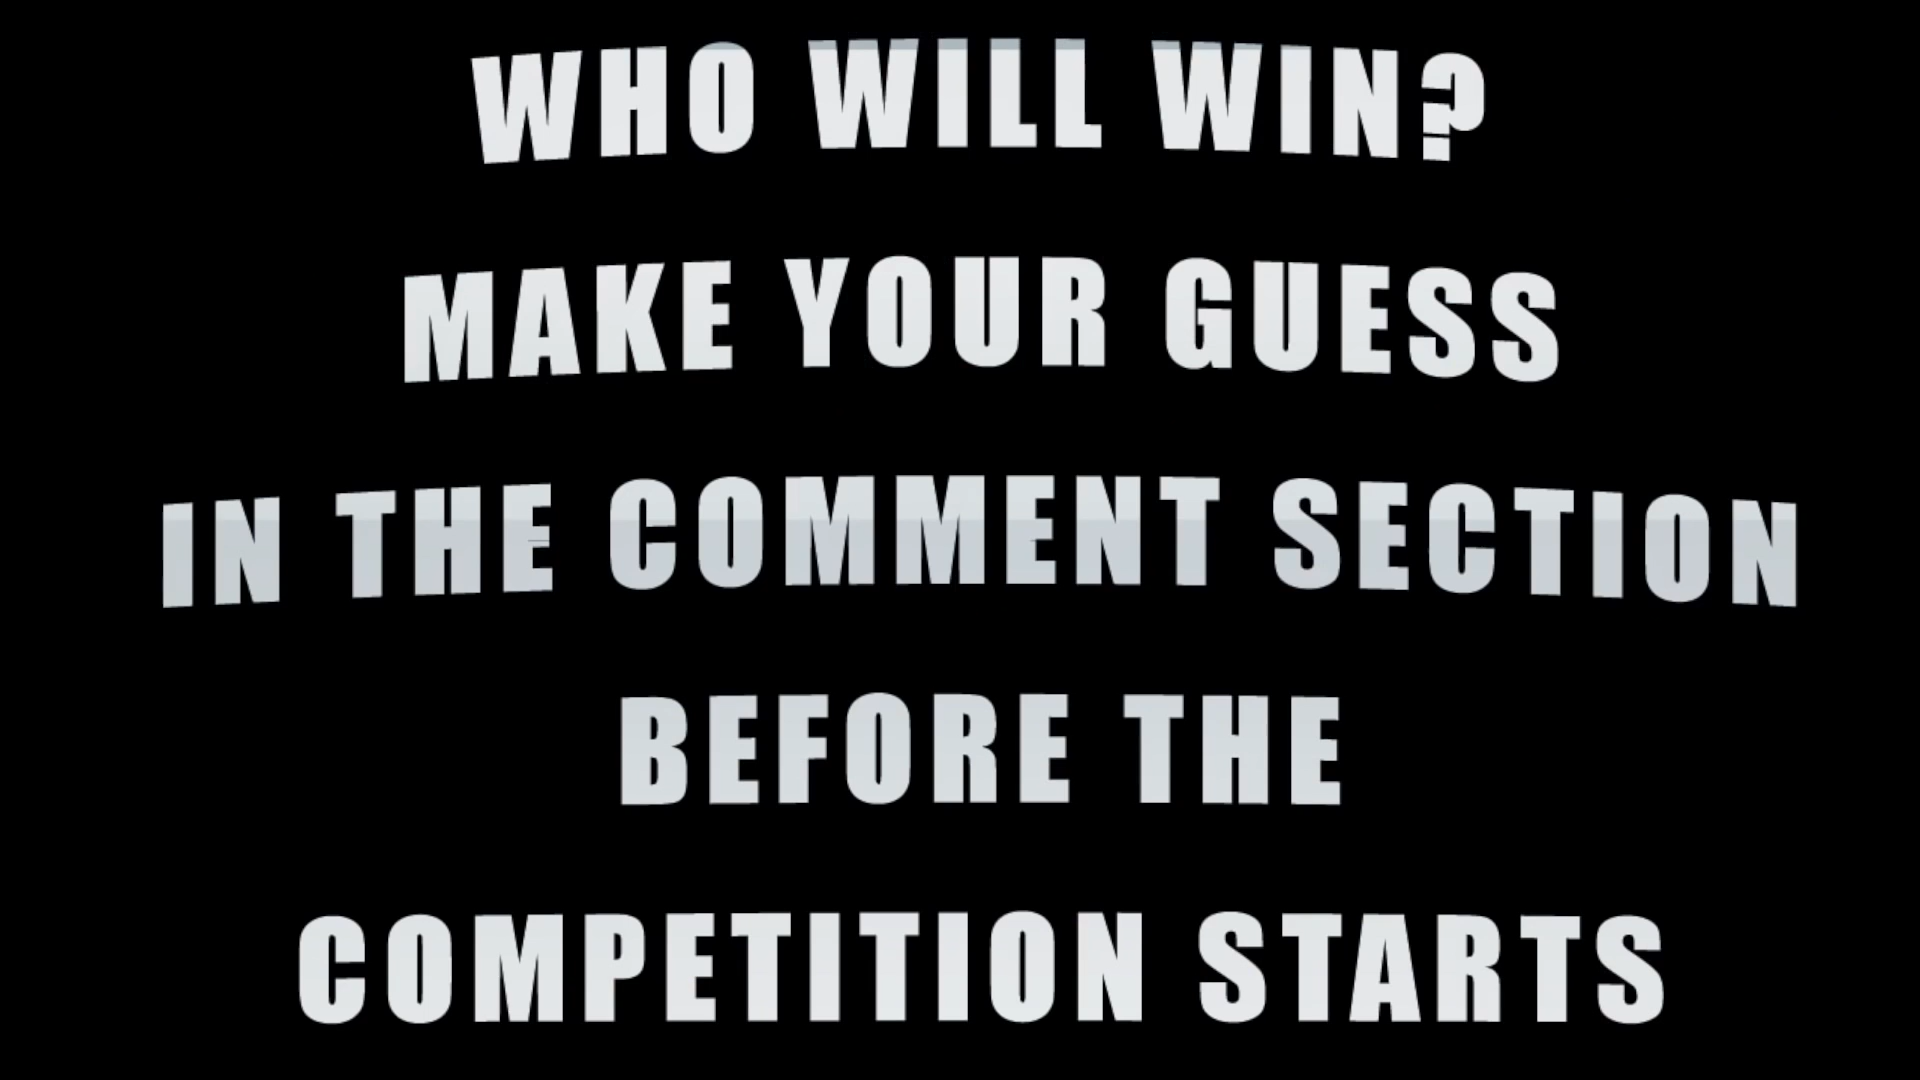 WHO WILL WIN?
MAKE YOUR GUESS
IN THE COMMENT SECTION
BEFORE THE
COMPETITION STARTS